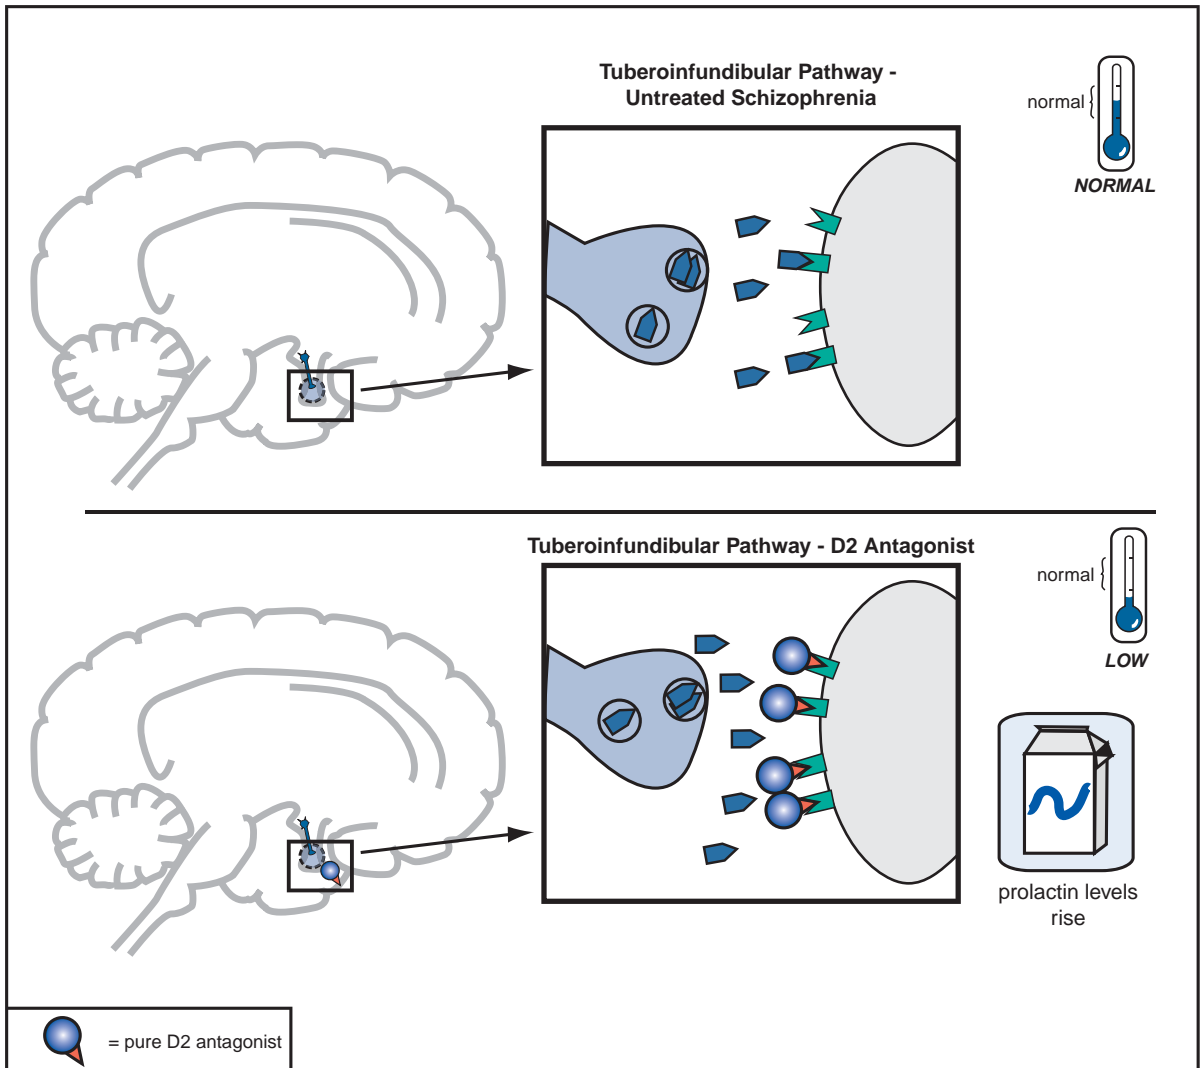 Tuberoinfundibular Pathway -
Untreated Schizophrenia
normal
NORMAL
Tuberoinfundibular Pathway - D2 Antagonist
normal
LOW
prolactin levels
rise
= pure D2 antagonist